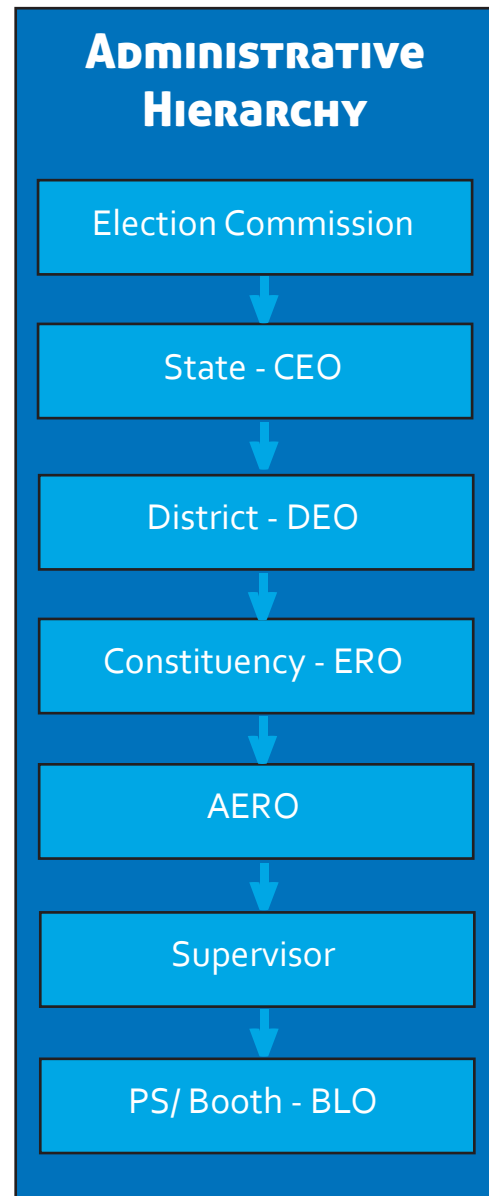 Administrative
Hierarchy
Election Commission
State - CEO
District - DEO
Constituency - ERO
AERO
Supervisor
PS/ Booth - BLO